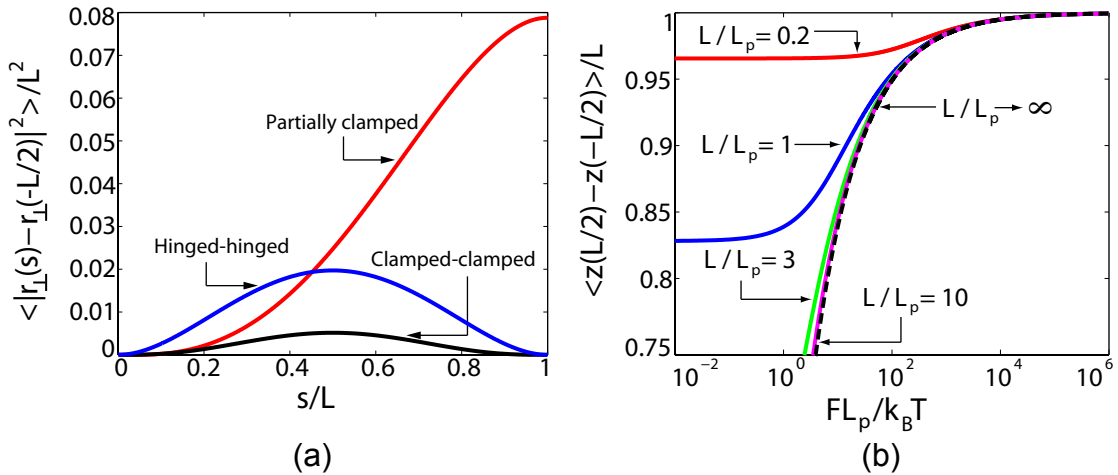 <|r⊥(s)−r⊥(-L/2)|²>/L²
0.08
0.07
0.06
0.05
0.04
0.03
0.02
0.01
0
Partially clamped
Hinged-hinged
Clamped-clamped
0 0.2 0.4 0.6 0.8 1
s/L
(a)
<z(L/2)−z(−L/2)>/L
1
0.95
0.9
0.85
0.8
0.75
L / Lp = 0.2
L / Lp → ∞
L / Lp = 1
L / Lp = 3
L / Lp = 10
10⁻² 10⁰ 10² 10⁴ 10⁶
FLp/kBT
(b)